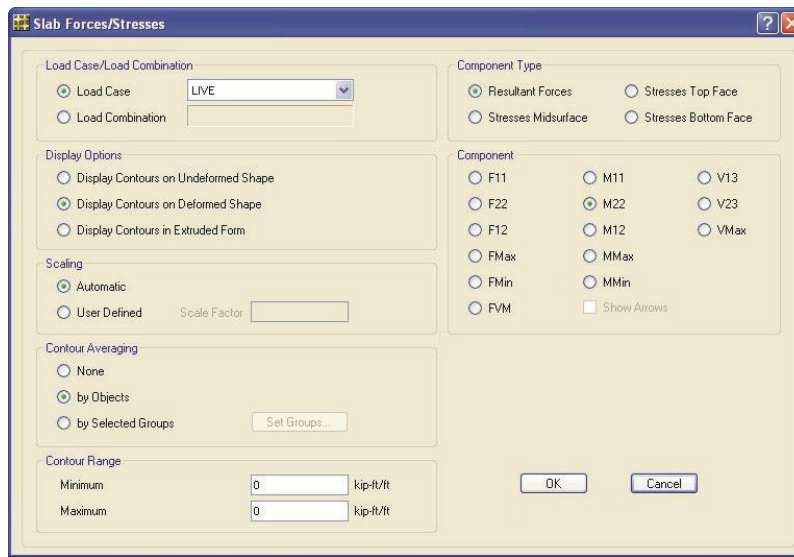 Slab Forces/Stresses
Load Case/Load Combination
Load Case
LIVE
Load Combination
Display Options
Display Contours on Undeformed Shape
Display Contours on Deformed Shape
Display Contours in Extruded Form
Scaling
Automatic
User Defined Scale Factor
Contour Averaging
None
by Objects
by Selected Groups Set Groups...
Contour Range
Minimum 0 kip-ft/ft
Maximum 0 kip-ft/ft
Component Type
Resultant Forces Stresses Top Face
Stresses Midsurface Stresses Bottom Face
Component
F11 M11 V13
F22 M22 V23
F12 M12 VMax
FMax MMax
FMin MMin
FVM Show Arrows
OK Cancel